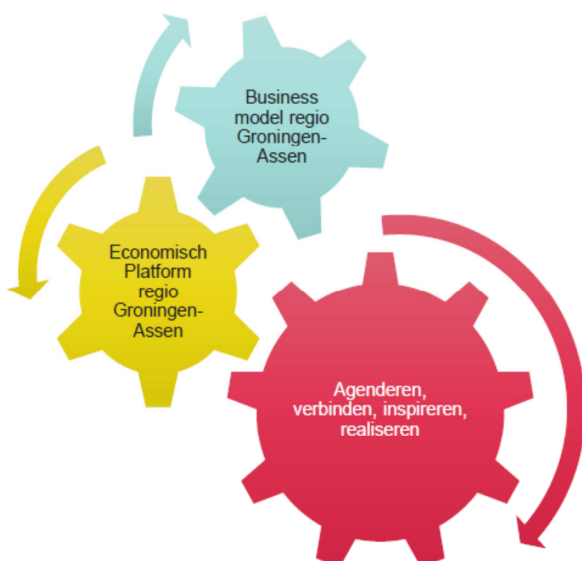 Business
model regio
Groningen-
Assen
Economisch
Platform
regio
Groningen-
Assen
Agenderen,
verbinden, inspireren,
realiseren